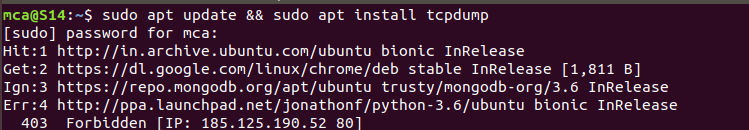 mca@S14:~$ sudo apt update && sudo apt install tcpdump
[sudo] password for mca:
Hit:1 http://in.archive.ubuntu.com/ubuntu bionic InRelease
Get:2 https://dl.google.com/linux/chrome/deb stable InRelease [1,811 B]
Ign:3 https://repo.mongodb.org/apt/ubuntu trusty/mongodb-org/3.6 InRelease
Err:4 http://ppa.launchpad.net/jonathonf/python-3.6/ubuntu bionic InRelease
  403  Forbidden [IP: 185.125.190.52 80]